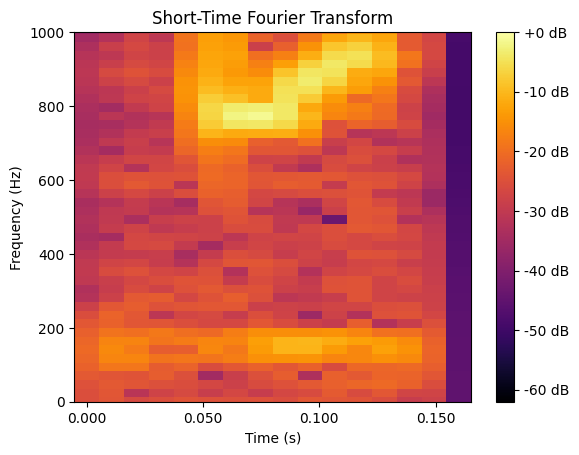 Short-Time Fourier Transform
1000
800
600
400
200
0
Frequency (Hz)
0.000
0.050
0.100
0.150
Time (s)
+0 dB
-10 dB
-20 dB
-30 dB
-40 dB
-50 dB
-60 dB